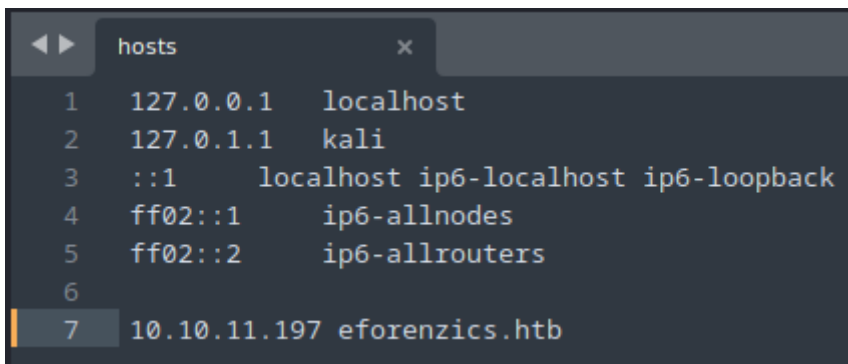 hosts
1 127.0.0.1 localhost
2 127.0.1.1 kali
3 ::1 localhost ip6-localhost ip6-loopback
4 ff02::1 ip6-allnodes
5 ff02::2 ip6-allrouters
6
7 10.10.11.197 eforenzics.htb